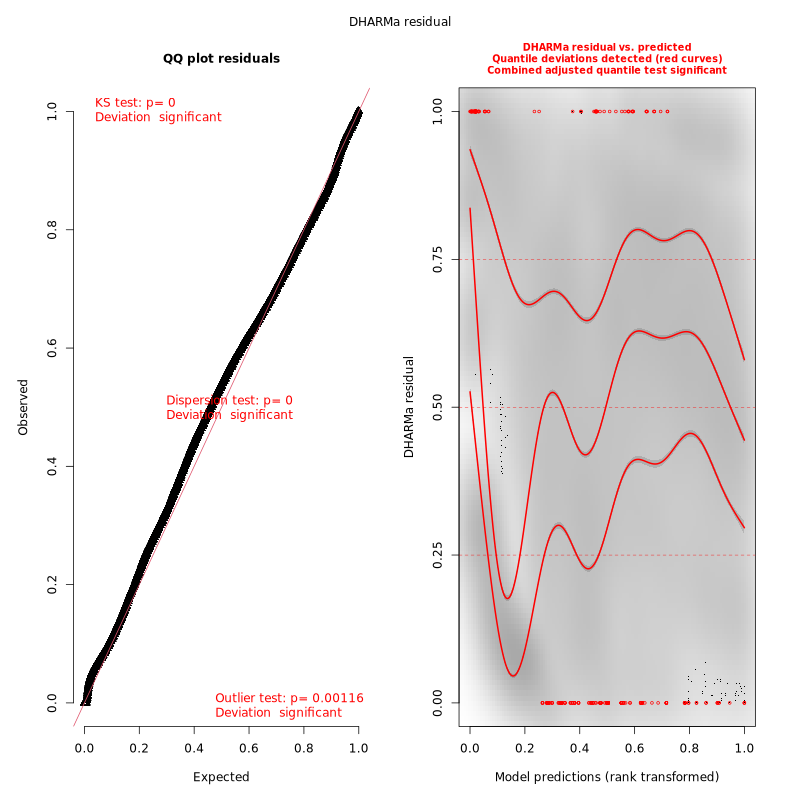 DHARMa residual
QQ plot residuals
KS test: p= 0
Deviation significant
Dispersion test: p= 0
Deviation significant
Outlier test: p= 0.00116
Deviation significant
Observed
0.0 0.2 0.4 0.6 0.8 1.0
0.0 0.2 0.4 0.6 0.8 1.0
Expected
DHARMa residual vs. predicted
Quantile deviations detected (red curves)
Combined adjusted quantile test significant
DHARMa residual
0.00 0.25 0.50 0.75 1.00
0.0 0.2 0.4 0.6 0.8 1.0
Model predictions (rank transformed)